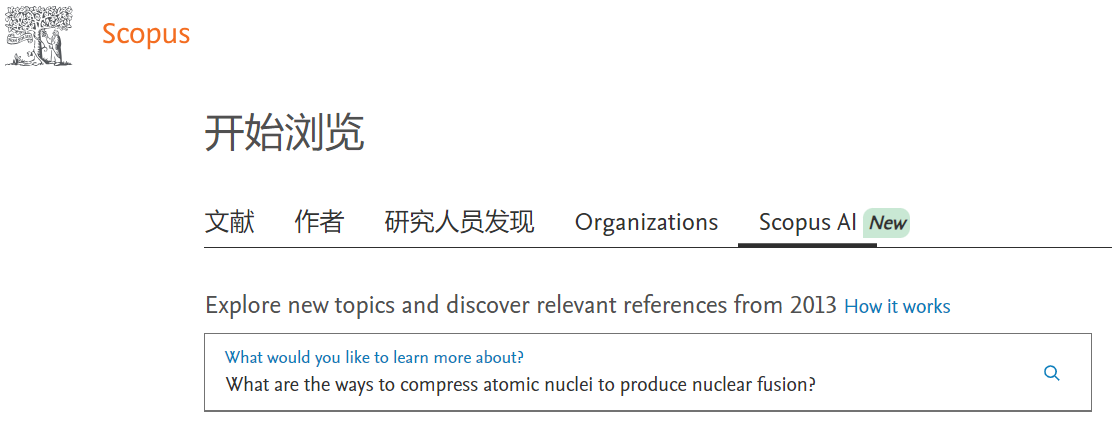 Scopus
开始浏览
文献 作者 研究人员发现 Organizations Scopus AI New
Explore new topics and discover relevant references from 2013 How it works
What would you like to learn more about?
What are the ways to compress atomic nuclei to produce nuclear fusion?